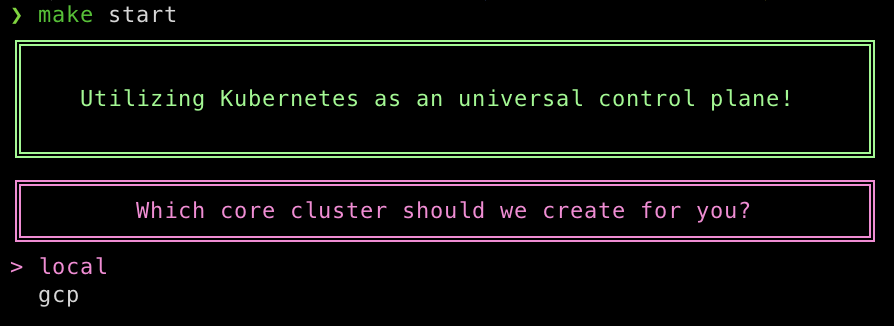 ❯ make start
Utilizing Kubernetes as an universal control plane!
Which core cluster should we create for you?
> local
gcp